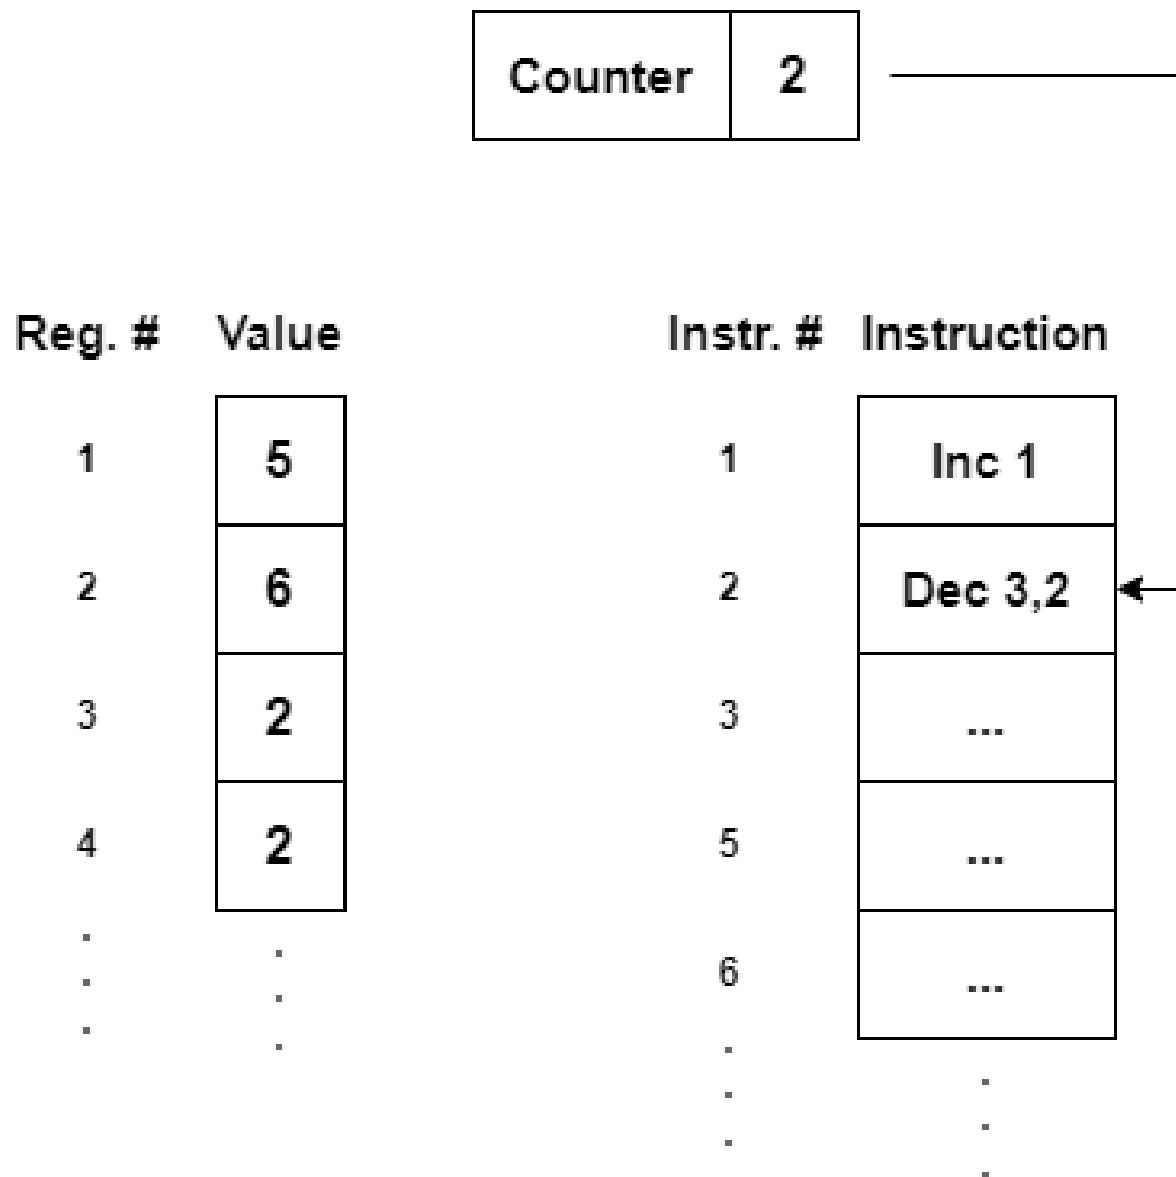 Counter 2
Reg. # Value Instr. # Instruction
1 5 1 Inc 1
2 6 2 Dec 3,2
3 2 3 ...
4 2 5 ...
6 ...